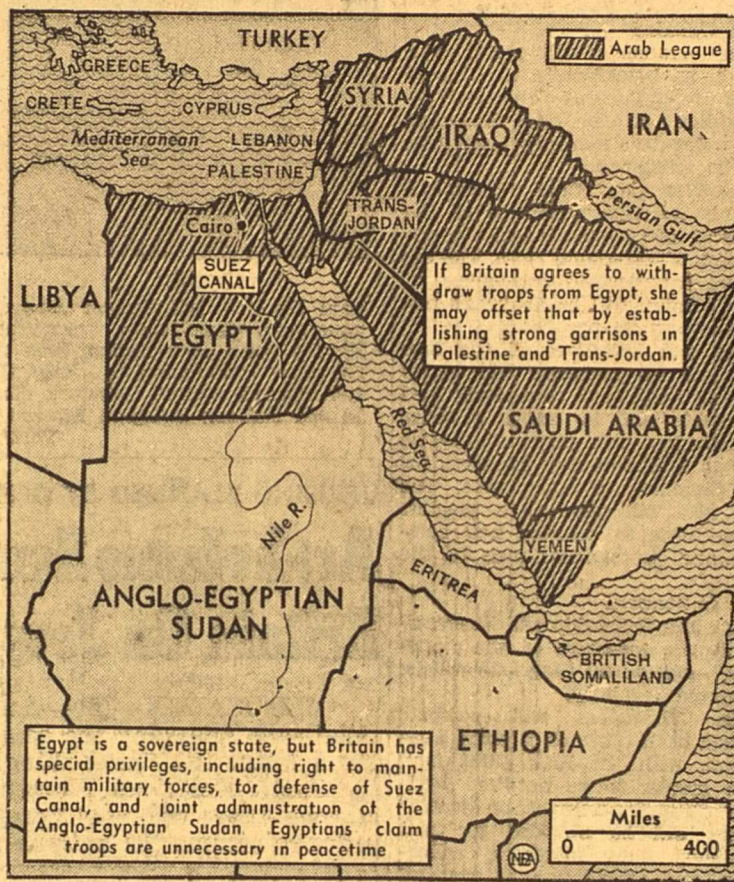 TURKEY
Arab League
GREECE
SYRIA
CRETE
CYPRUS
IRAQ
IRAN
Mediterranean
Sea
LEBANON
PALESTINE
Persian Gulf
TRANS-
JORDAN
Cairo
SUEZ
CANAL
LIBYA
EGYPT
If Britain agrees to with-
draw troops from Egypt, she
may offset that by estab-
lishing strong garrisons in
Palestine and Trans-Jordan.
Red Sea
SAUDI ARABIA
Nile R.
YEMEN
ERITREA
ANGLO-EGYPTIAN
SUDAN
BRITISH
SOMALILAND
ETHIOPIA
Egypt is a sovereign state, but Britain has
special privileges, including right to main-
tain military forces, for defense of Suez
Canal, and joint administration of the
Anglo-Egyptian Sudan. Egyptians claim
troops are unnecessary in peacetime
Miles
0 400
NEA